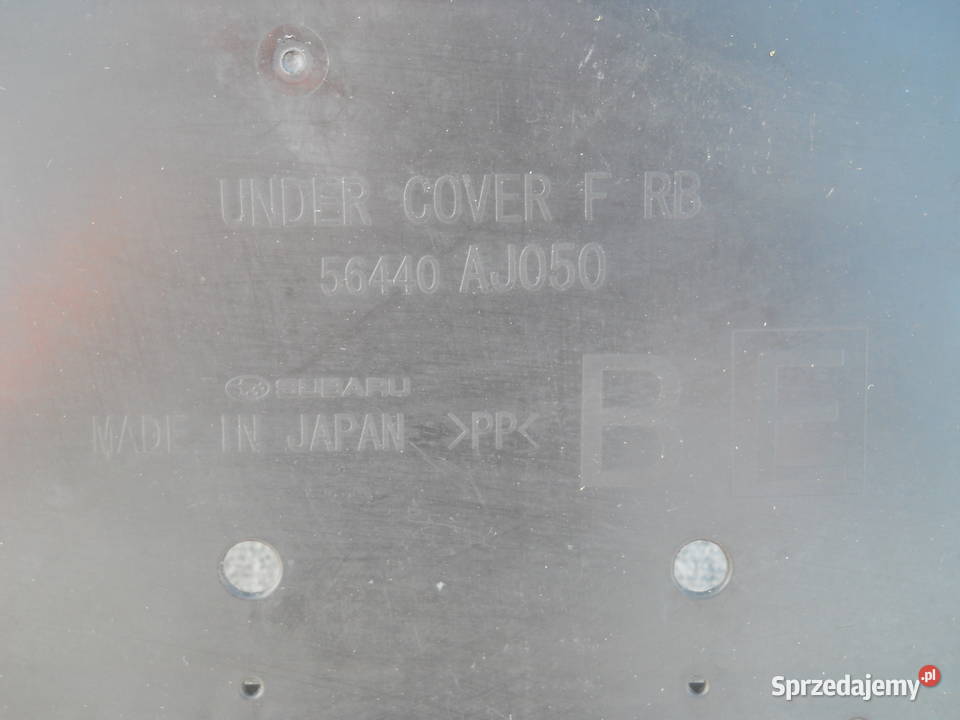 UNDER COVER F RB
56440 AJ050
SUBARU
MADE IN JAPAN >PP<
B E
Sprzedajemy.pl